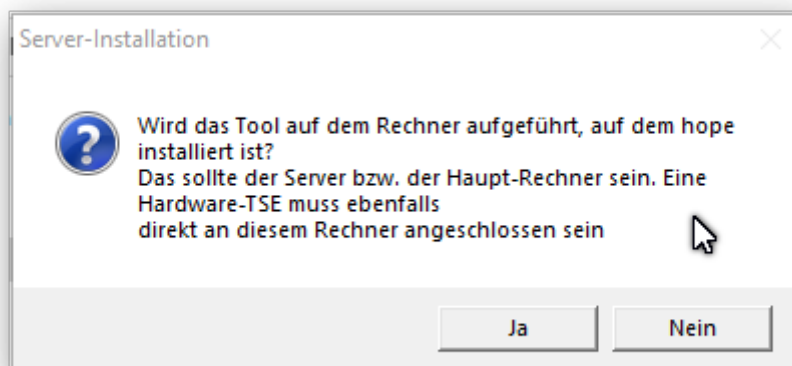 Server-Installation
Wird das Tool auf dem Rechner aufgeführt, auf dem hope
installiert ist?
Das sollte der Server bzw. der Haupt-Rechner sein. Eine
Hardware-TSE muss ebenfalls
direkt an diesem Rechner angeschlossen sein
Ja
Nein